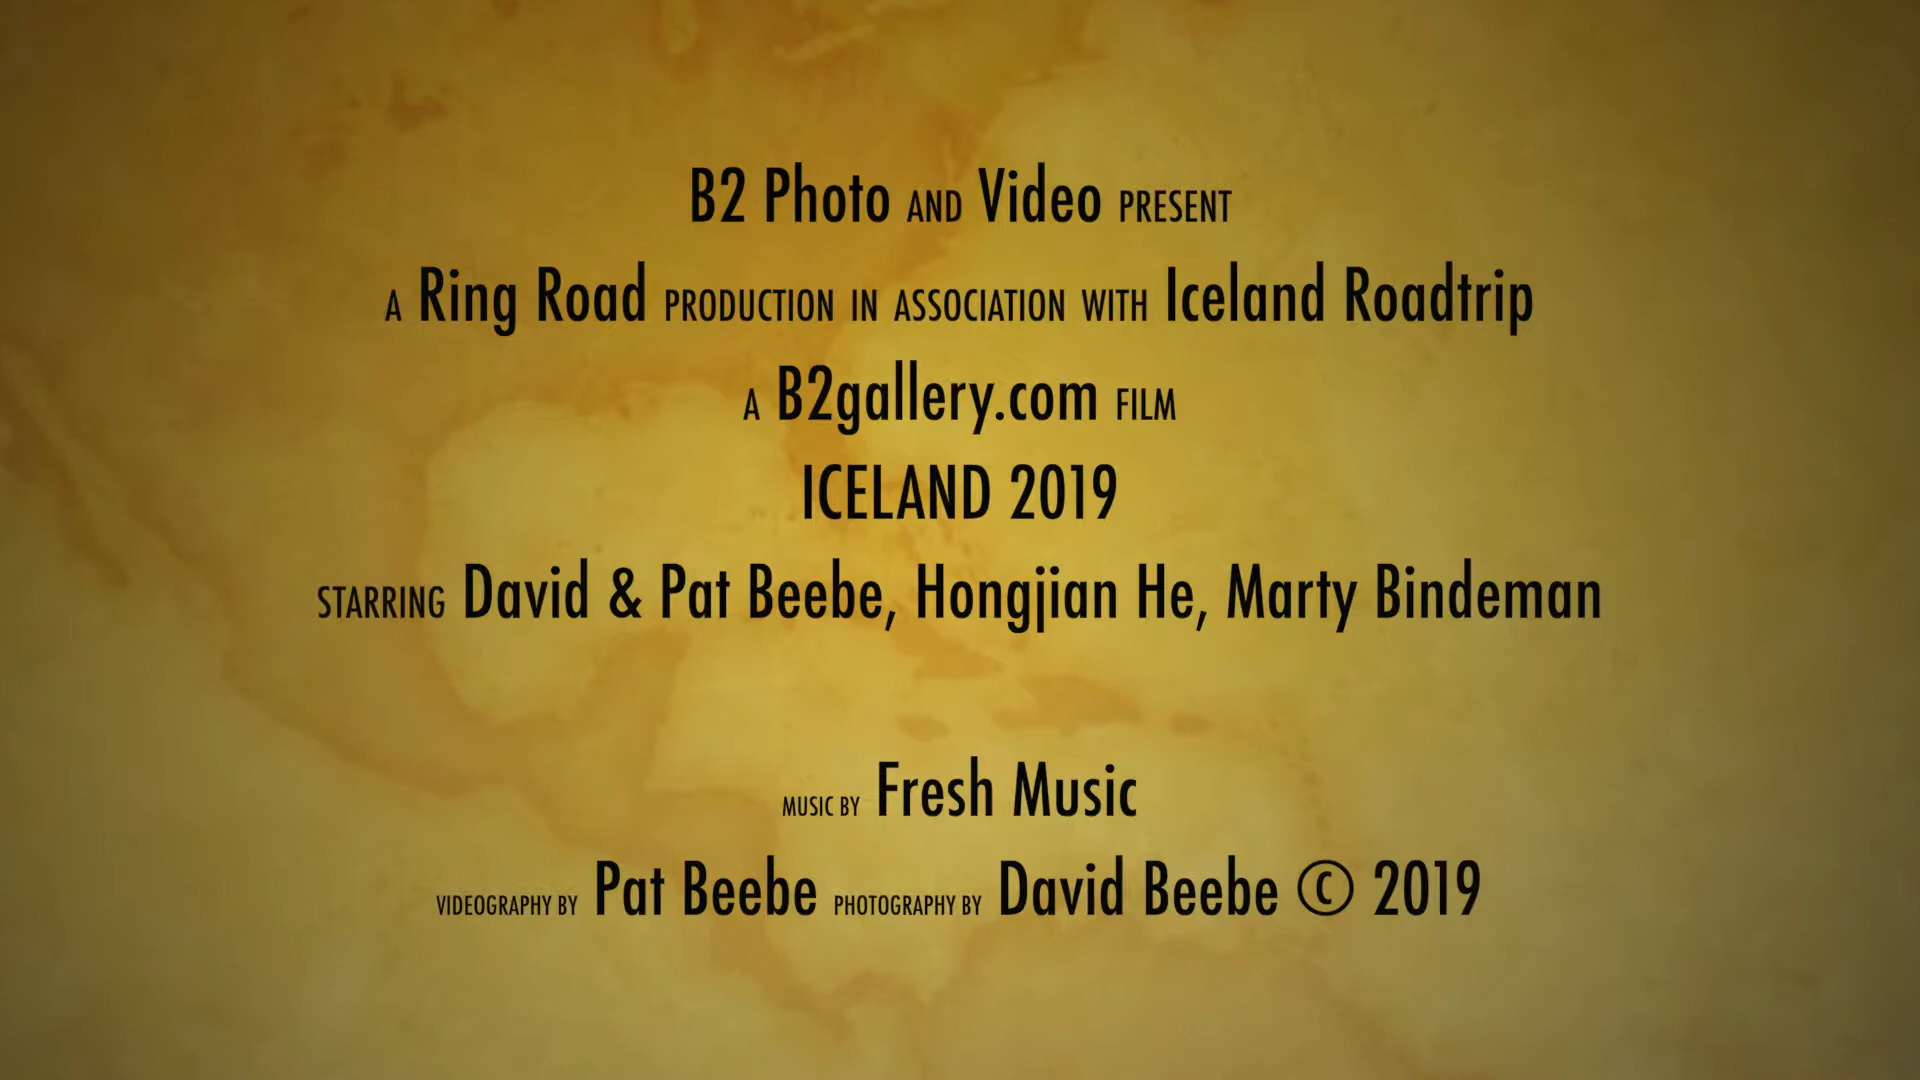 B2 Photo AND Video PRESENT
A Ring Road PRODUCTION IN ASSOCIATION WITH Iceland Roadtrip
A B2gallery.com FILM
ICELAND 2019
STARRING David & Pat Beebe, Hongjian He, Marty Bindeman
MUSIC BY Fresh Music
VIDEOGRAPHY BY Pat Beebe PHOTOGRAPHY BY David Beebe © 2019